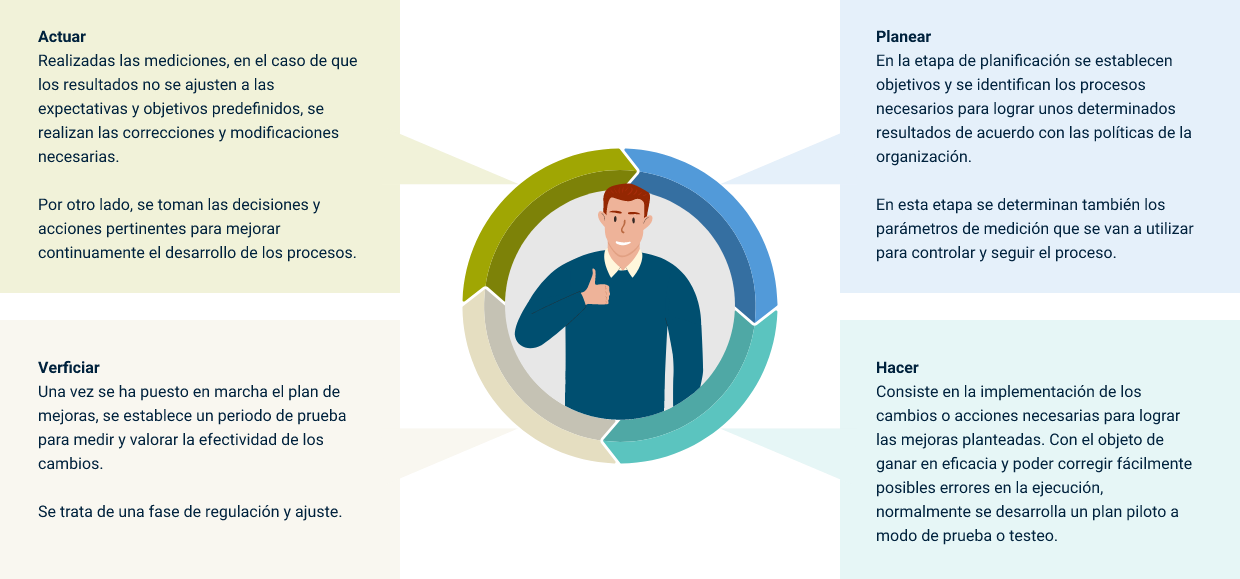 Actuar
Realizadas las mediciones, en el caso de que
los resultados no se ajusten a las
expectativas y objetivos predefinidos, se
realizan las correcciones y modificaciones
necesarias.
Por otro lado, se toman las decisiones y
acciones pertinentes para mejorar
continuamente el desarrollo de los procesos.
Planear
En la etapa de planificación se establecen
objetivos y se identifican los procesos
necesarios para lograr unos determinados
resultados de acuerdo con las políticas de la
organización.
En esta etapa se determinan también los
parámetros de medición que se van a utilizar
para controlar y seguir el proceso.
Verficiar
Una vez se ha puesto en marcha el plan de
mejoras, se establece un periodo de prueba
para medir y valorar la efectividad de los
cambios.
Se trata de una fase de regulación y ajuste.
Hacer
Consiste en la implementación de los
cambios o acciones necesarias para lograr
las mejoras planteadas. Con el objeto de
ganar en eficacia y poder corregir fácilmente
posibles errores en la ejecución,
normalmente se desarrolla un plan piloto a
modo de prueba o testeo.